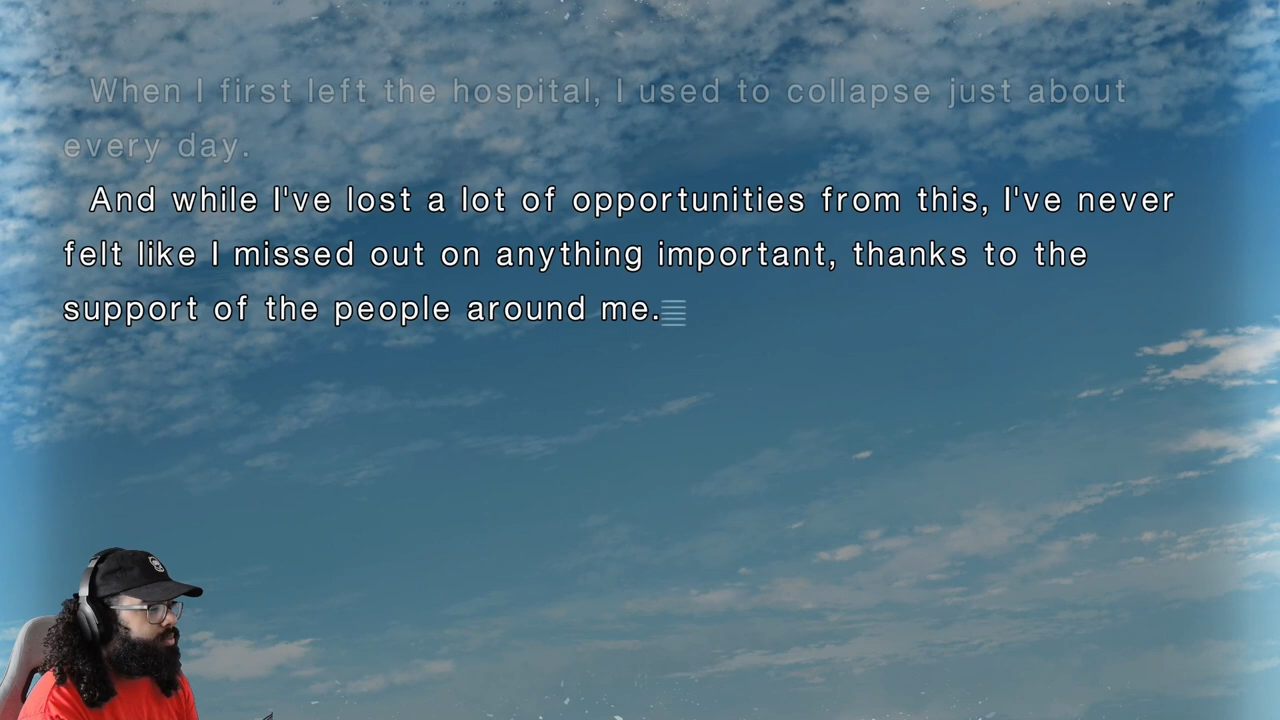 When I first left the hospital, I used to collapse just about
every day.
And while I've lost a lot of opportunities from this, I've never
felt like I missed out on anything important, thanks to the
support of the people around me.